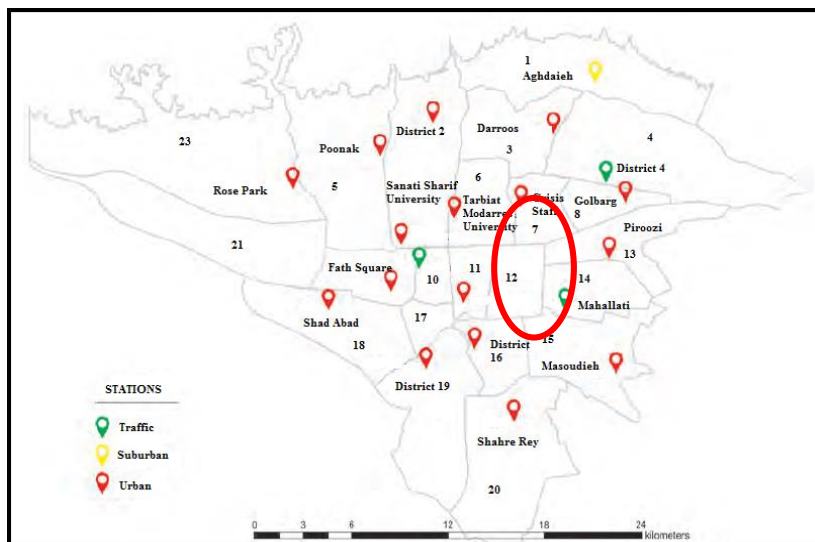 1
Aghdaieh
23
Poonak
District 2
Darroos
3
4
Rose Park
5
Sanati Sharif
University
6
Tarbiat
Modarres
University
Crisis
Staff
7
District 4
Golbarg
8
Piroozi
13
21
Fath Square
10
11
12
14
Mahallati
Shad Abad
18
17
District
16
15
Masoudieh
District 19
Shahre Rey
20
STATIONS
Traffic
Suburban
Urban
0 3 6 12 18 24
kilometers